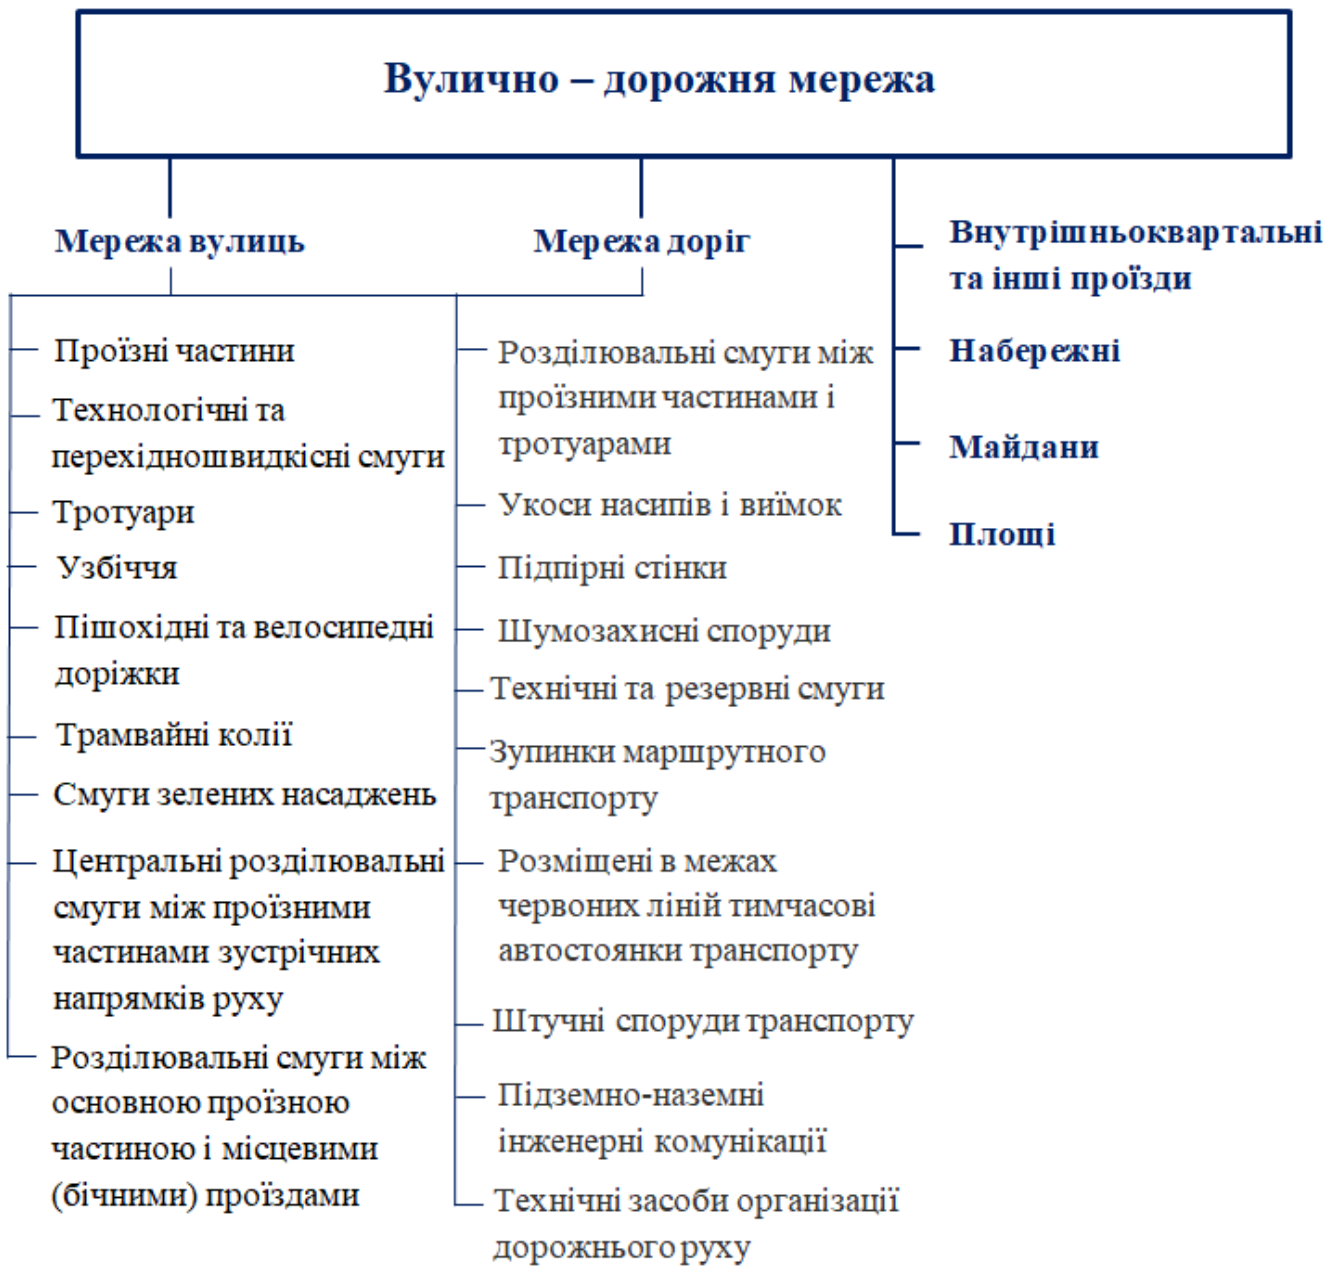 Вулично – дорожня мережа
Мережа вулиць
Мережа доріг
Внутрішньоквартальні
та інші проїзди
Набережні
Майдани
Площі
Проїзні частини
Технологічні та
перехідношвидкісні смуги
Тротуари
Узбіччя
Пішохідні та велосипедні
доріжки
Трамвайні колії
Смуги зелених насаджень
Центральні розділювальні
смуги між проїзними
частинами зустрічних
напрямків руху
Розділювальні смуги між
основною проїзною
частиною і місцевими
(бічними) проїздами
Розділювальні смуги між
проїзними частинами і
тротуарами
Укоси насипів і виїмок
Підпірні стінки
Шумозахисні споруди
Технічні та резервні смуги
Зупинки маршрутного
транспорту
Розміщені в межах
червоних ліній тимчасові
автостоянки транспорту
Штучні споруди транспорту
Підземно-наземні
інженерні комунікації
Технічні засоби організації
дорожнього руху